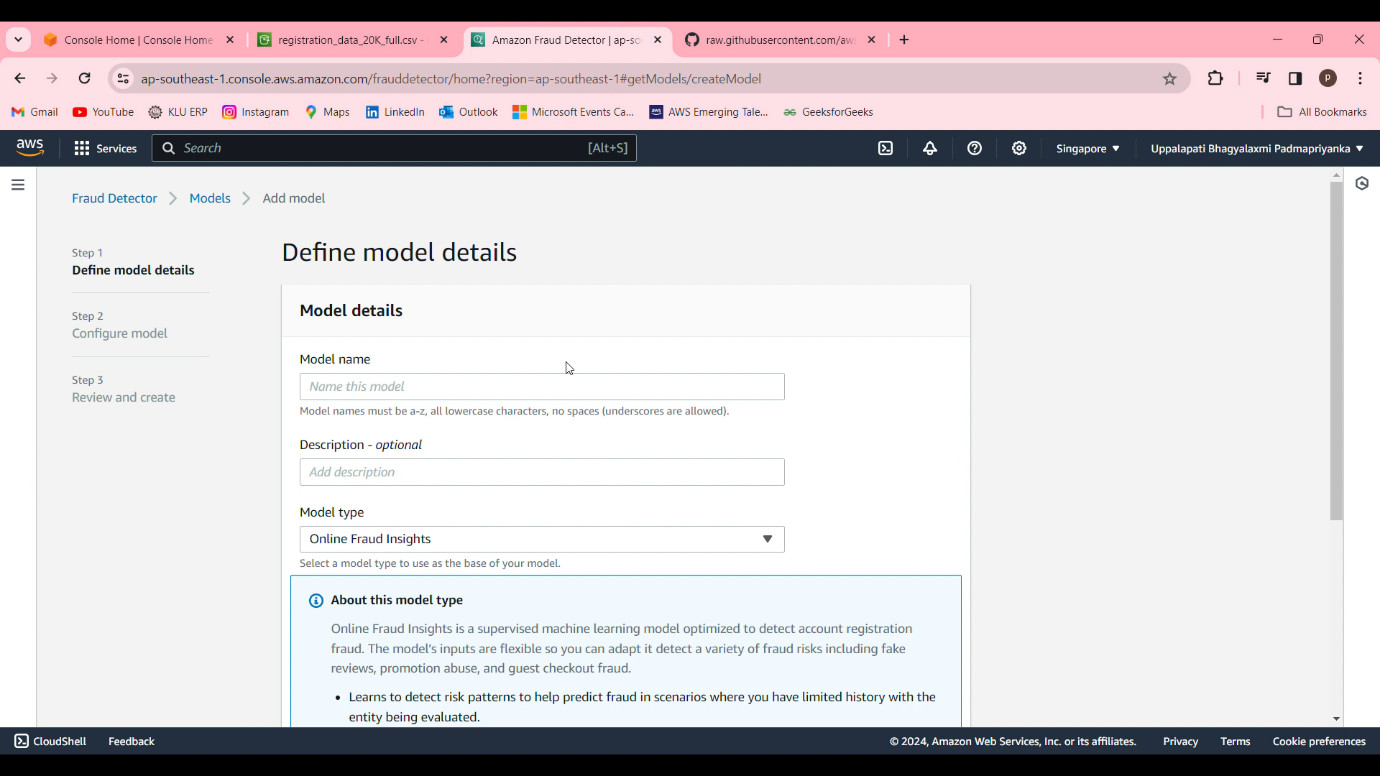 Console Home | Console Home
registration_data_20K_full.csv -
Amazon Fraud Detector | ap-so
raw.githubusercontent.com/aw
ap-southeast-1.console.aws.amazon.com/frauddetector/home?region=ap-southeast-1#getModels/createModel
P
Gmail
YouTube
KLU ERP
Instagram
Maps
LinkedIn
Outlook
Microsoft Events Ca...
AWS Emerging Tale...
GeeksforGeeks
All Bookmarks
aws
Services
Search
[Alt+S]
Singapore
Uppalapati Bhagyalaxmi Padmapriyanka
Fraud Detector
Models
Add model
Step 1
Define model details
Step 2
Configure model
Step 3
Review and create
Define model details
Model details
Model name
Name this model
Model names must be a-z, all lowercase characters, no spaces (underscores are allowed).
Description - optional
Add description
Model type
Online Fraud Insights
Select a model type to use as the base of your model.
About this model type
Online Fraud Insights is a supervised machine learning model optimized to detect account registration
fraud. The model's inputs are flexible so you can adapt it detect a variety of fraud risks including fake
reviews, promotion abuse, and guest checkout fraud.
• Learns to detect risk patterns to help predict fraud in scenarios where you have limited history with the
entity being evaluated.
CloudShell
Feedback
© 2024, Amazon Web Services, Inc. or its affiliates.
Privacy
Terms
Cookie preferences